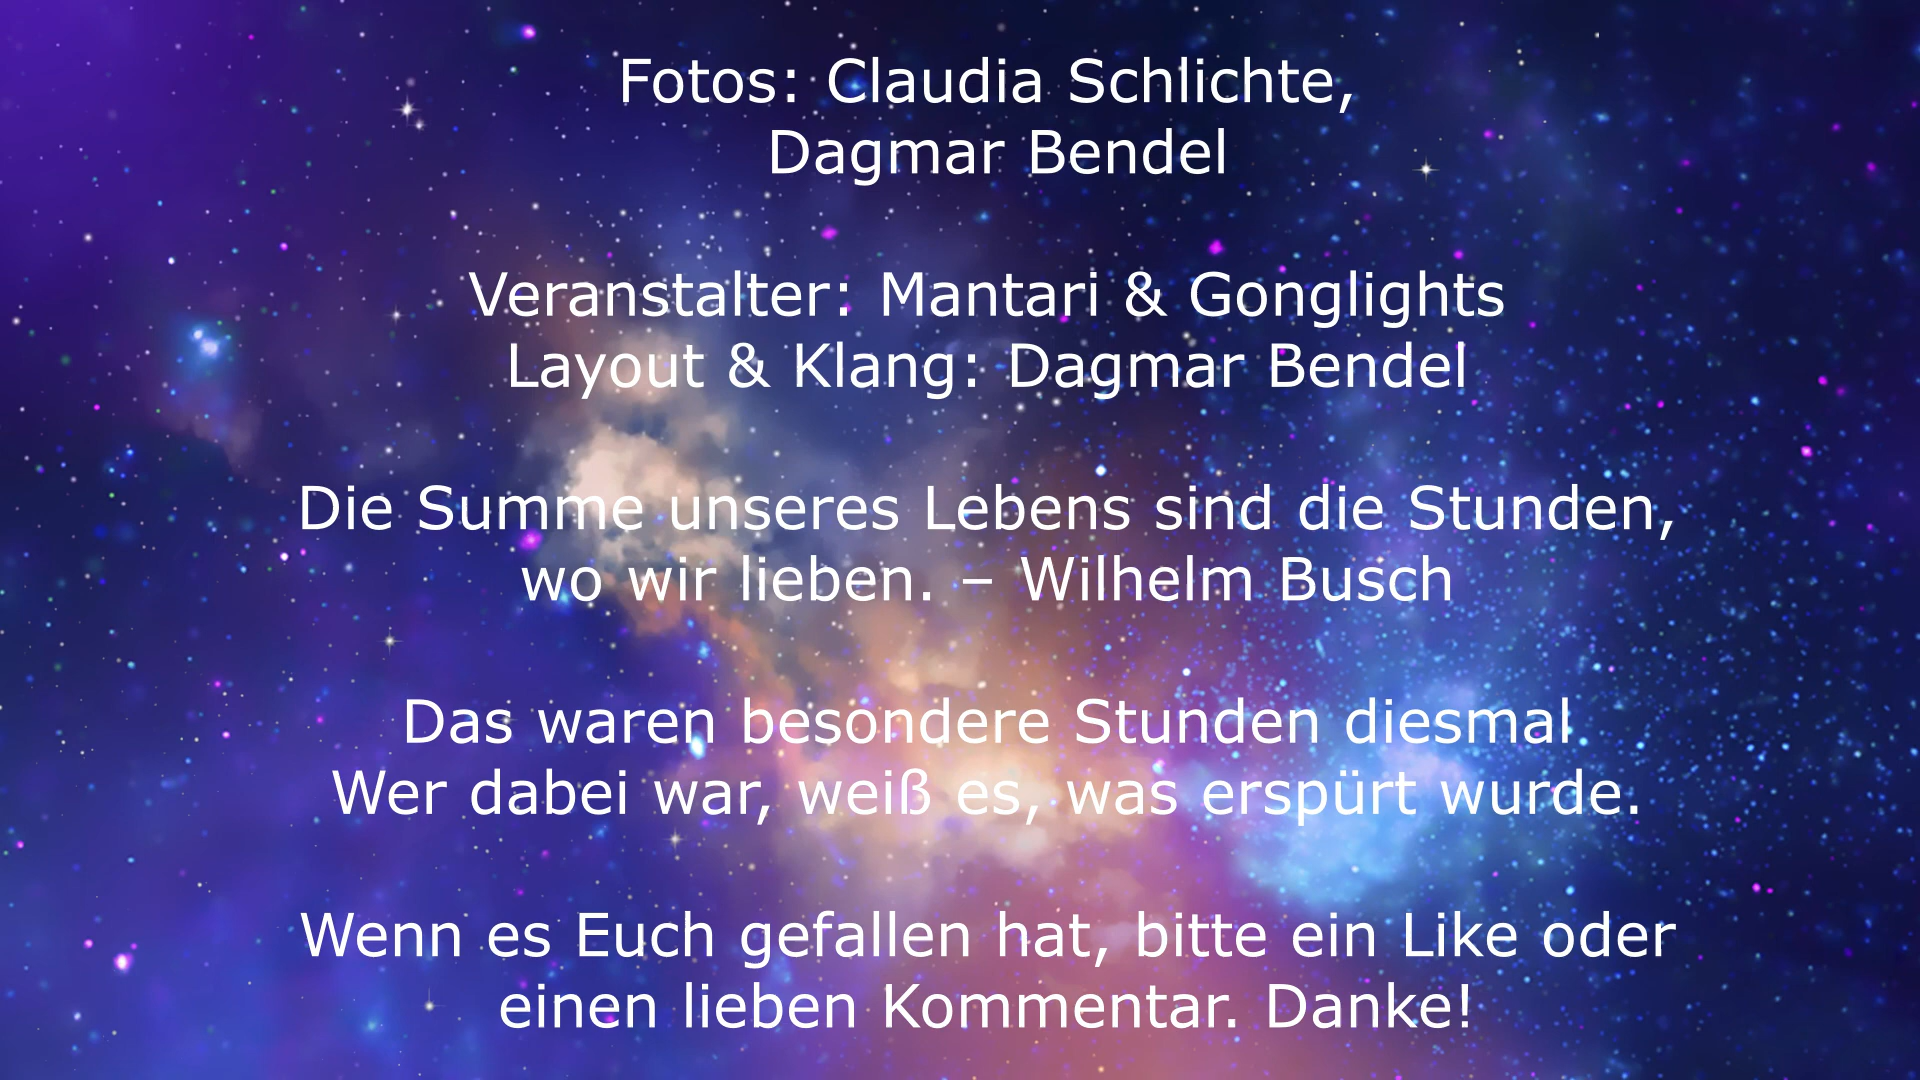 Fotos: Claudia Schlichte,
Dagmar Bendel
Veranstalter: Mantari & Gonglights
Layout & Klang: Dagmar Bendel
Die Summe unseres Lebens sind die Stunden,
wo wir lieben. – Wilhelm Busch
Das waren besondere Stunden diesmal
Wer dabei war, weiß es, was erspürt wurde.
Wenn es Euch gefallen hat, bitte ein Like oder
einen lieben Kommentar. Danke!